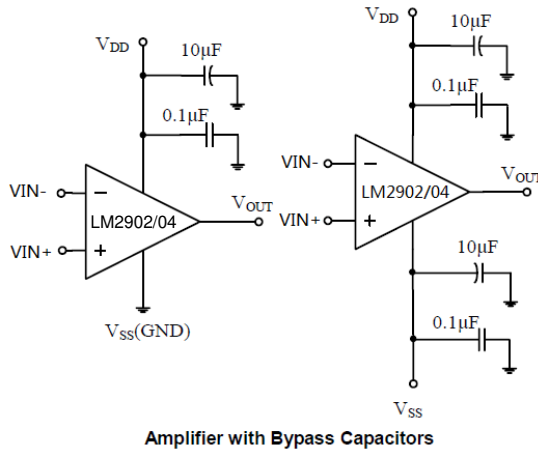 VDD
10μF
0.1μF
VIN-
LM2902/04
VOUT
VIN+
VSS(GND)
VDD
10μF
0.1μF
VIN-
LM2902/04
VOUT
VIN+
10μF
0.1μF
VSS
Amplifier with Bypass Capacitors